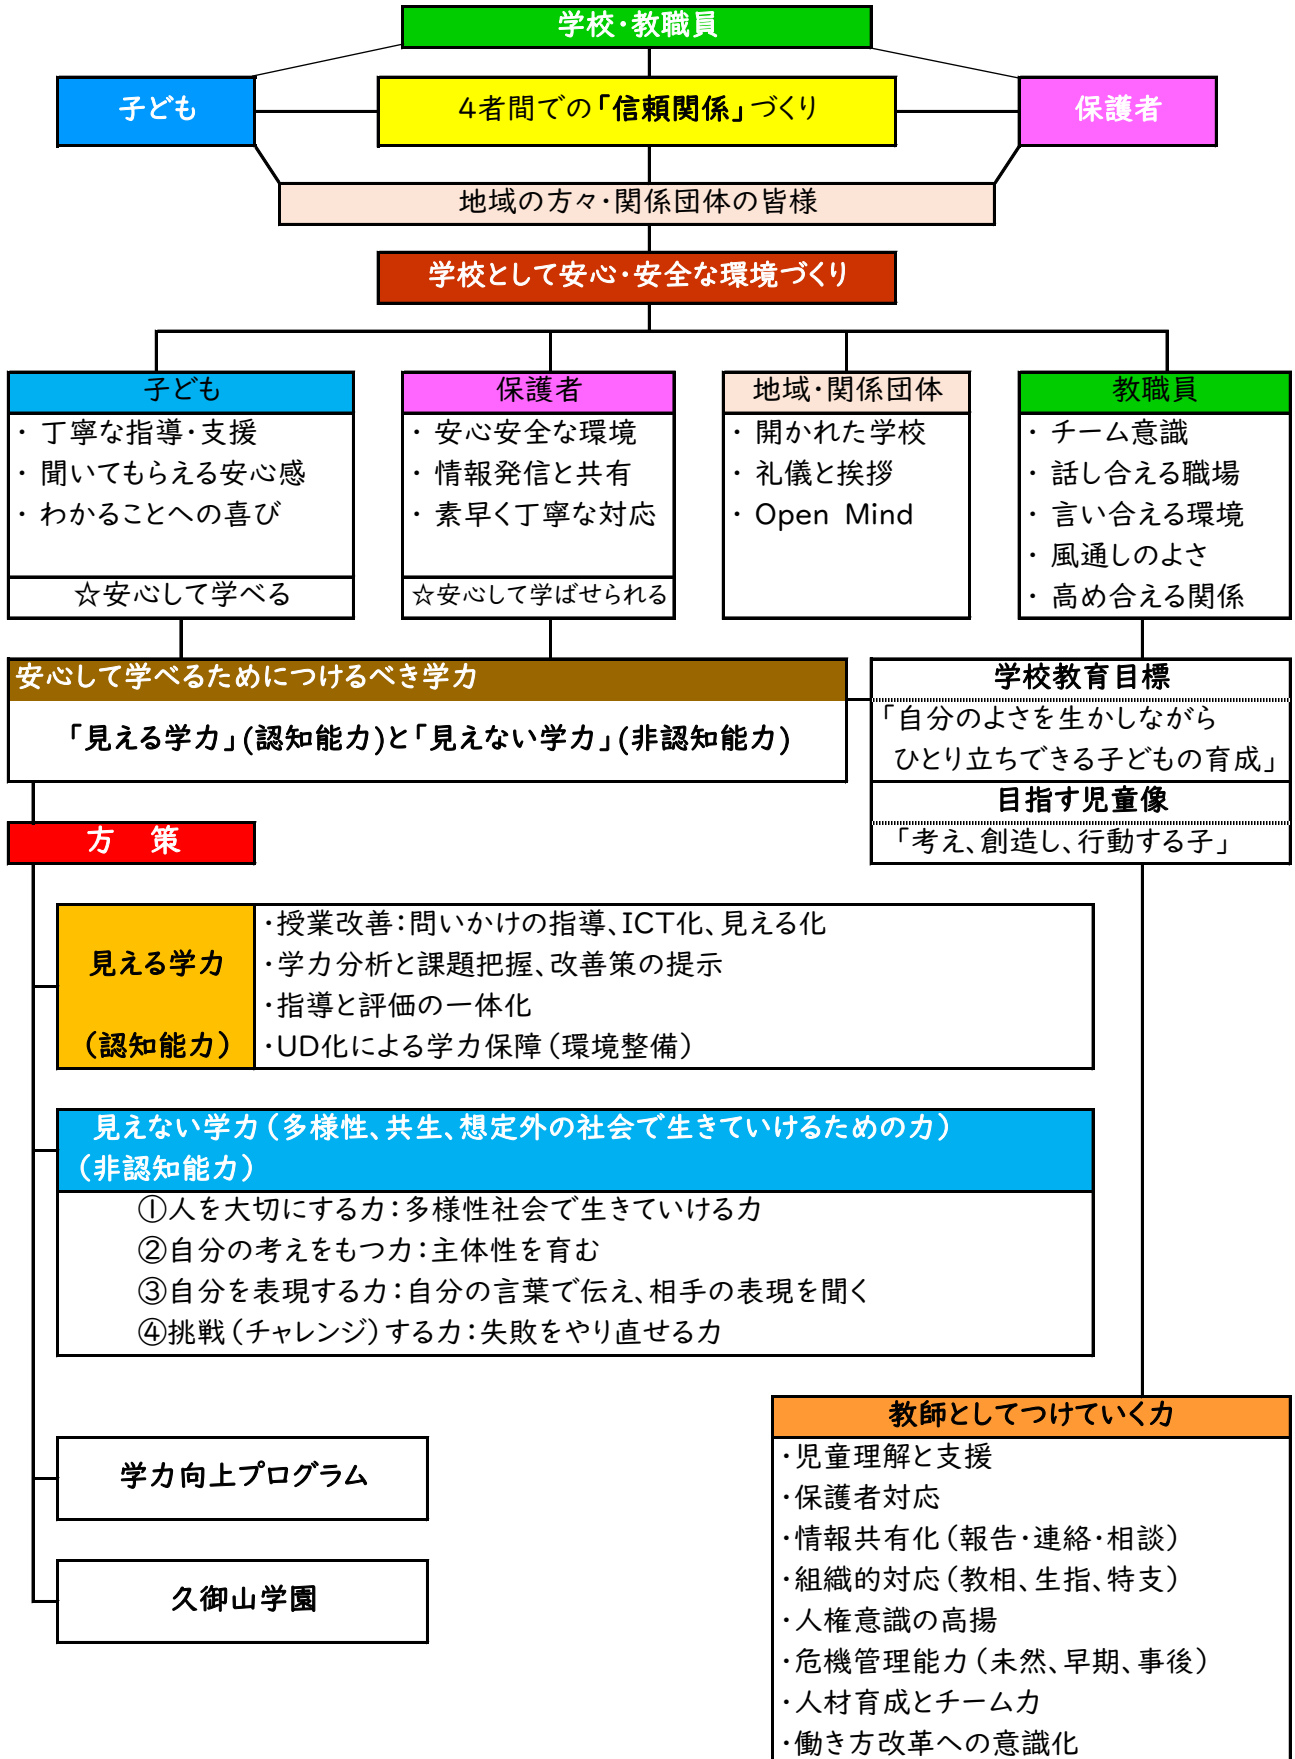 学校・教職員
子ども
4者間での「信頼関係」づくり
保護者
地域の方々・関係団体の皆様
学校として安心・安全な環境づくり
子ども
・丁寧な指導・支援
・聞いてもらえる安心感
・わかることへの喜び
☆安心して学べる
保護者
・安心安全な環境
・情報発信と共有
・素早く丁寧な対応
☆安心して学ばせられる
地域・関係団体
・開かれた学校
・礼儀と挨拶
・Open Mind
教職員
・チーム意識
・話し合える職場
・言い合える環境
・風通しのよさ
・高め合える関係
安心して学べるためにつけるべき学力
「見える学力」(認知能力)と「見えない学力」(非認知能力)
学校教育目標
「自分のよさを生かしながら
ひとり立ちできる子どもの育成」
目指す児童像
「考え、創造し、行動する子」
方 策
見える学力
(認知能力)
・授業改善:問いかけの指導、ICT化、見える化
・学力分析と課題把握、改善策の提示
・指導と評価の一体化
・UD化による学力保障(環境整備)
見えない学力(多様性、共生、想定外の社会で生きていけるための力)
(非認知能力)
①人を大切にする力:多様性社会で生きていける力
②自分の考えをもつ力:主体性を育む
③自分を表現する力:自分の言葉で伝え、相手の表現を聞く
④挑戦(チャレンジ)する力:失敗をやり直せる力
学力向上プログラム
久御山学園
教師としてつけていく力
・児童理解と支援
・保護者対応
・情報共有化(報告・連絡・相談)
・組織的対応(教相、生指、特支)
・人権意識の高揚
・危機管理能力(未然、早期、事後)
・人材育成とチーム力
・働き方改革への意識化